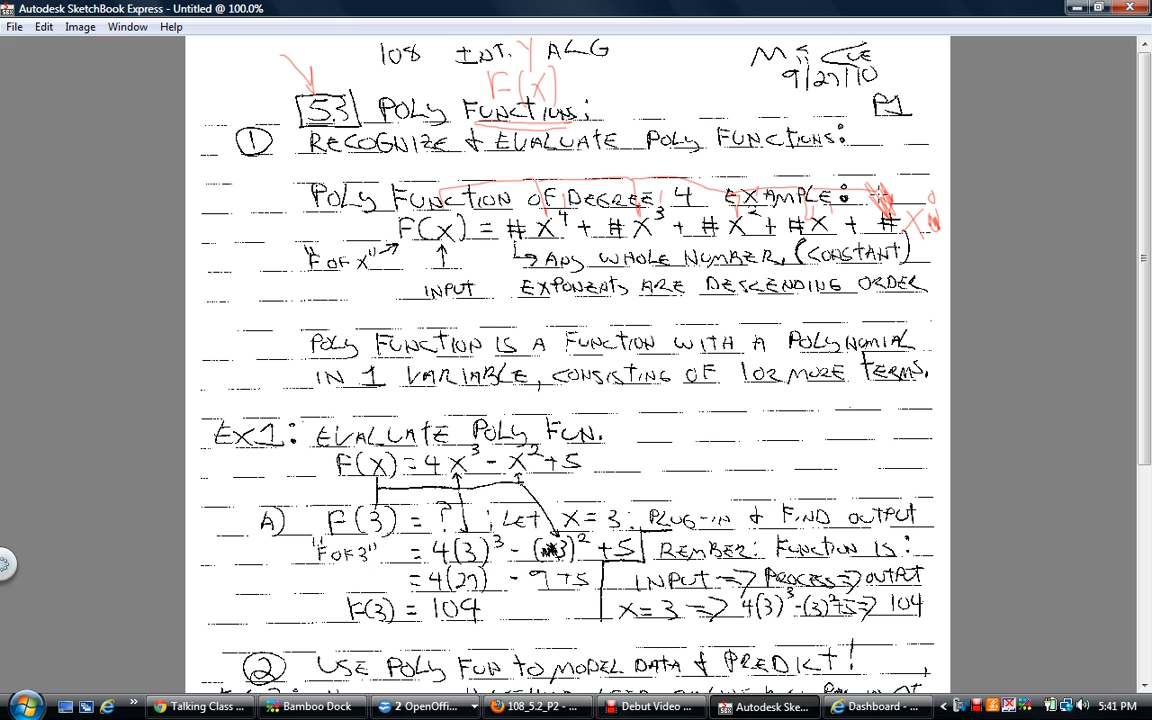 Autodesk SketchBook Express - Untitled @ 100.0%
File Edit Image Window Help
108 INT. ALG
9/27/10
Y
F(X)
5.3 POLY FUNCTIONS: P1
1 RECOGNIZE & EVALUATE POLY FUNCTIONS:
POLY FUNCTION OF DEGREE 4 EXAMPLE:
F(X) = # X⁴ + # X³ + # X² + # X + # X⁰
"F OF X" ANY WHOLE NUMBER, (CONSTANT)
INPUT EXPONENTS ARE DESCENDING ORDER
POLY FUNCTION IS A FUNCTION WITH A POLYNOMIAL
IN 1 VARIABLE, CONSISTING OF 1 OR MORE TERMS.
EX1: EVALUATE POLY FUN.
F(X) = 4X³ - X² + 5
A) F(3) = ? ; LET X = 3: PLUG-IN & FIND OUTPUT
"F OF 3" = 4(3)³ - (3)² + 5 REMBER: FUNCTION IS:
= 4(27) - 9 + 5 INPUT => PROCESS => OUTPUT
F(3) = 104 X = 3 => 4(3)³ - (3)² + 5 => 104
2 USE POLY FUN TO MODEL DATA & PREDICT!
Talking Class ... Bamboo Dock 2 OpenOffi... 108_5.2_P2 - ... Debut Video ... Autodesk Ske... Dashboard - ... 5:41 PM